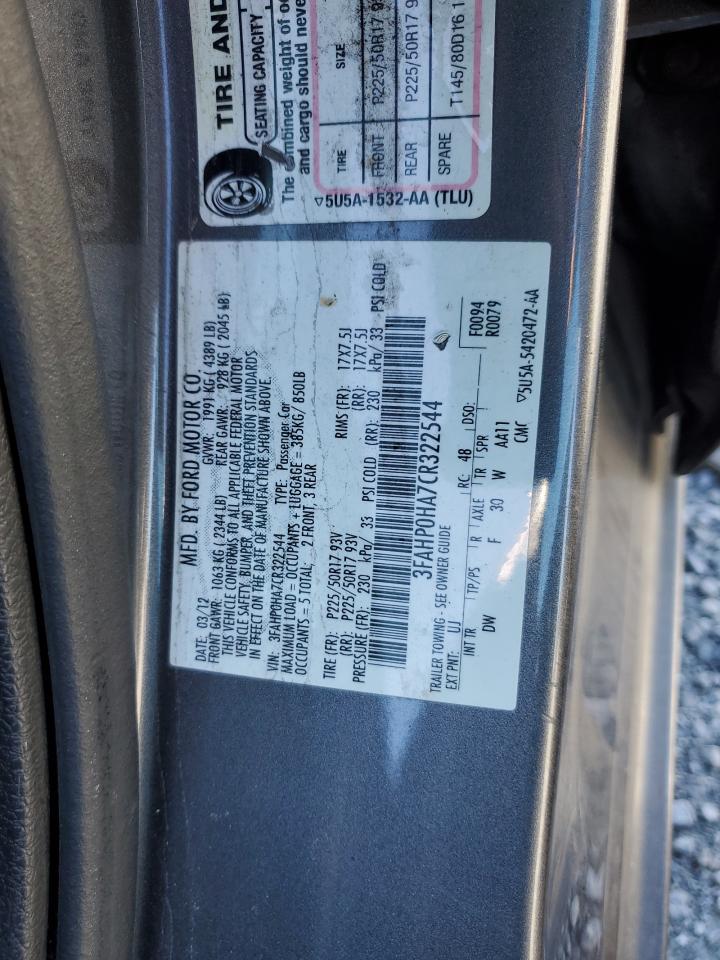 TIRE AND
SEATING CAPACITY
The combined weight of oc
and cargo should never
TIRE SIZE
FRONT P225/50R17 93
REAR P225/50R17 9
SPARE T145/80D16 1
▽5U5A-1532-AA (TLU)
MFD. BY FORD MOTOR CO.
DATE: 03/12 GVWR: 1991 KG ( 4389 LB)
FRONT GAWR: 1063 KG ( 2344 LB) REAR GAWR: 928 KG ( 2045 LB)
THIS VEHICLE CONFORMS TO ALL APPLICABLE FEDERAL MOTOR
VEHICLE SAFETY, BUMPER, AND THEFT PREVENTION STANDARDS
IN EFFECT ON THE DATE OF MANUFACTURE SHOWN ABOVE.
VIN: 3FAHP0HA7CR322544 TYPE: Passenger Car
MAXIMUM LOAD = OCCUPANTS + LUGGAGE = 385KG/ 850LB
OCCUPANTS = 5 TOTAL; 2 FRONT, 3 REAR
TIRE (FR): P225/50R17 93V RIMS (FR): 17X7.5J
(RR): P225/50R17 93V (RR): 17X7.5J
PRESSURE (FR): 230 kPa/ 33 PSI COLD (RR): 230 kPa/ 33 PSI COLD
3FAHP0HA7CR322544
TRAILER TOWING - SEE OWNER GUIDE F0094
R0079
EXT PNT: UJ RC: 48 DSO:
INT TR TP/PS R AXLE TR SPR
DW F 30 W AA11
CMC ▽5U5A-5420472-AA